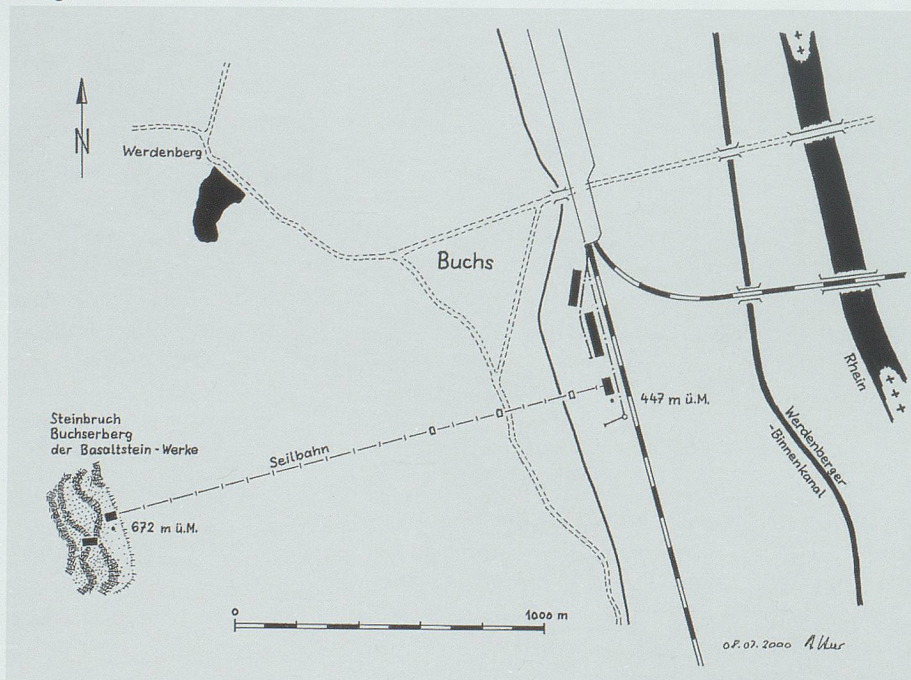 N
Werdenberg
Buchs
Rhein
447 m ü.M.
Steinbruch
Buchserberg
der Basaltstein-Werke
Seilbahn
Werdenberger
-Binnenkanal
672 m ü.M.
0
1000 m
08.07.2000